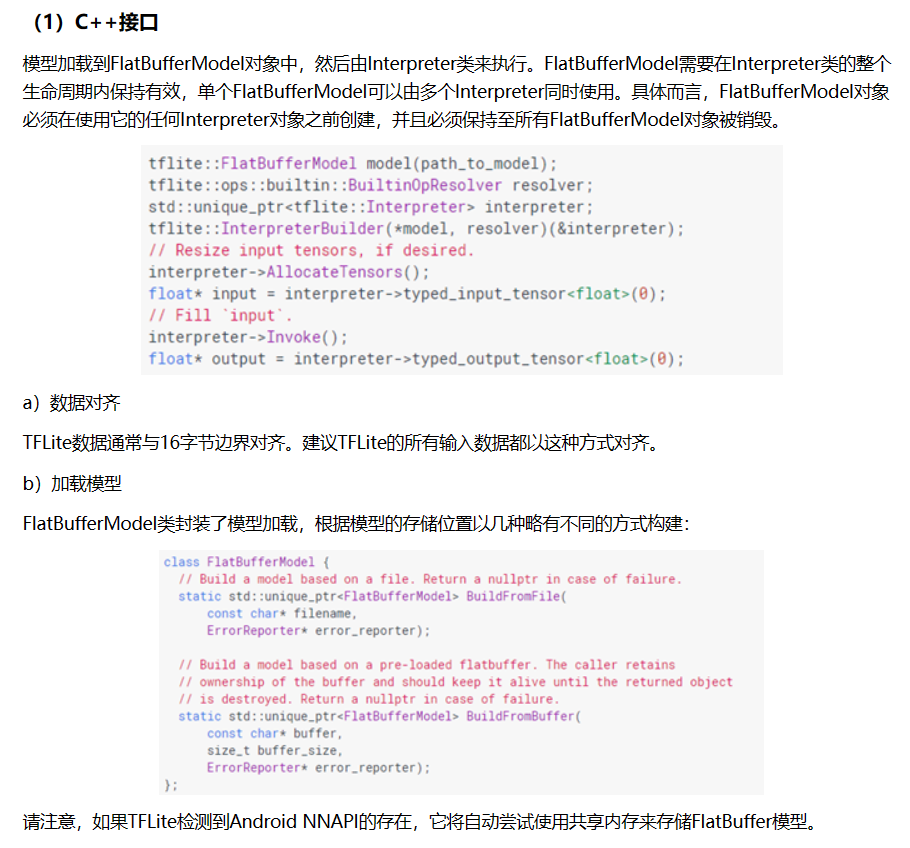 （1）C++接口
模型加载到FlatBufferModel对象中，然后由Interpreter类来执行。FlatBufferModel需要在Interpreter类的整个
生命周期内保持有效，单个FlatBufferModel可以由多个Interpreter同时使用。具体而言，FlatBufferModel对象
必须在使用它的任何Interpreter对象之前创建，并且必须保持至所有FlatBufferModel对象被销毁。
tflite::FlatBufferModel model(path_to_model);
tflite::ops::builtin::BuiltinOpResolver resolver;
std::unique_ptr<tflite::Interpreter> interpreter;
tflite::InterpreterBuilder(*model, resolver)(&interpreter);
// Resize input tensors, if desired.
interpreter->AllocateTensors();
float* input = interpreter->typed_input_tensor<float>(0);
// Fill `input`.
interpreter->Invoke();
float* output = interpreter->typed_output_tensor<float>(0);
a）数据对齐
TFLite数据通常与16字节边界对齐。建议TFLite的所有输入数据都以这种方式对齐。
b）加载模型
FlatBufferModel类封装了模型加载，根据模型的存储位置以几种略有不同的方式构建：
class FlatBufferModel {
  // Build a model based on a file. Return a nullptr in case of failure.
  static std::unique_ptr<FlatBufferModel> BuildFromFile(
      const char* filename,
      ErrorReporter* error_reporter);
  // Build a model based on a pre-loaded flatbuffer. The caller retains
  // ownership of the buffer and should keep it alive until the returned object
  // is destroyed. Return a nullptr in case of failure.
  static std::unique_ptr<FlatBufferModel> BuildFromBuffer(
      const char* buffer,
      size_t buffer_size,
      ErrorReporter* error_reporter);
};
请注意，如果TFLite检测到Android NNAPI的存在，它将自动尝试使用共享内存来存储FlatBuffer模型。